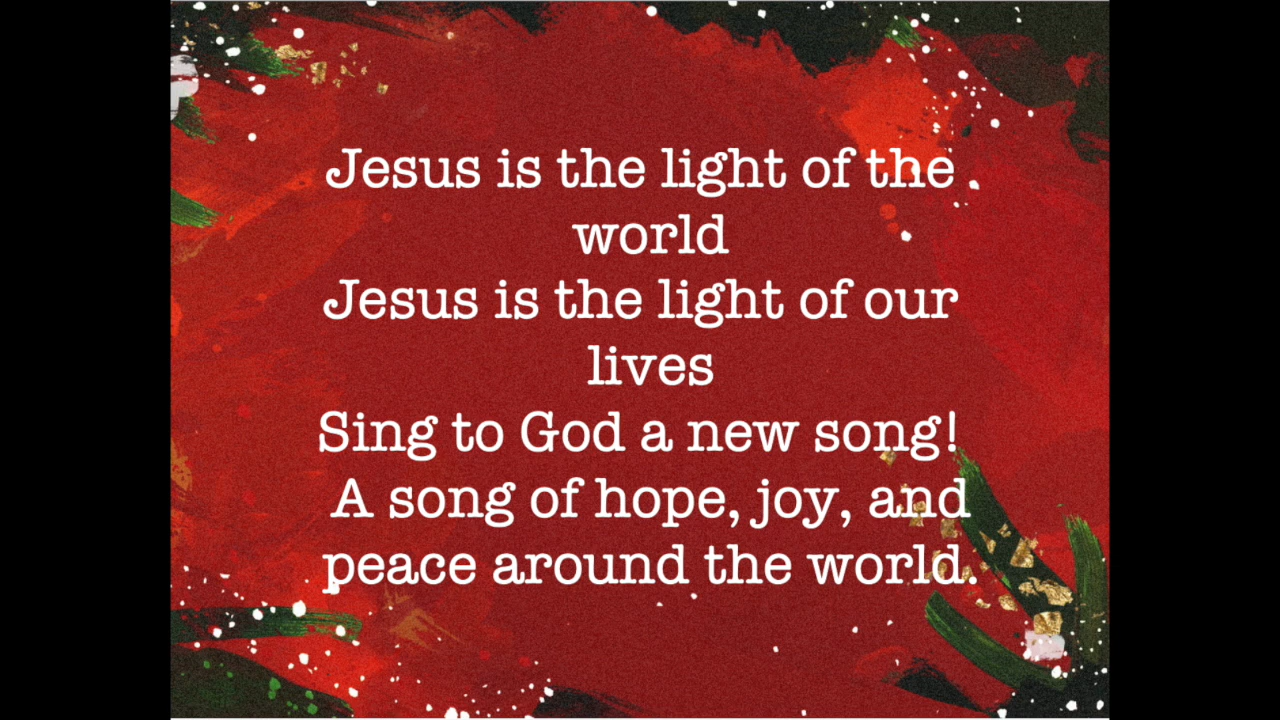 Jesus is the light of the
world
Jesus is the light of our
lives
Sing to God a new song!
A song of hope, joy, and
peace around the world.